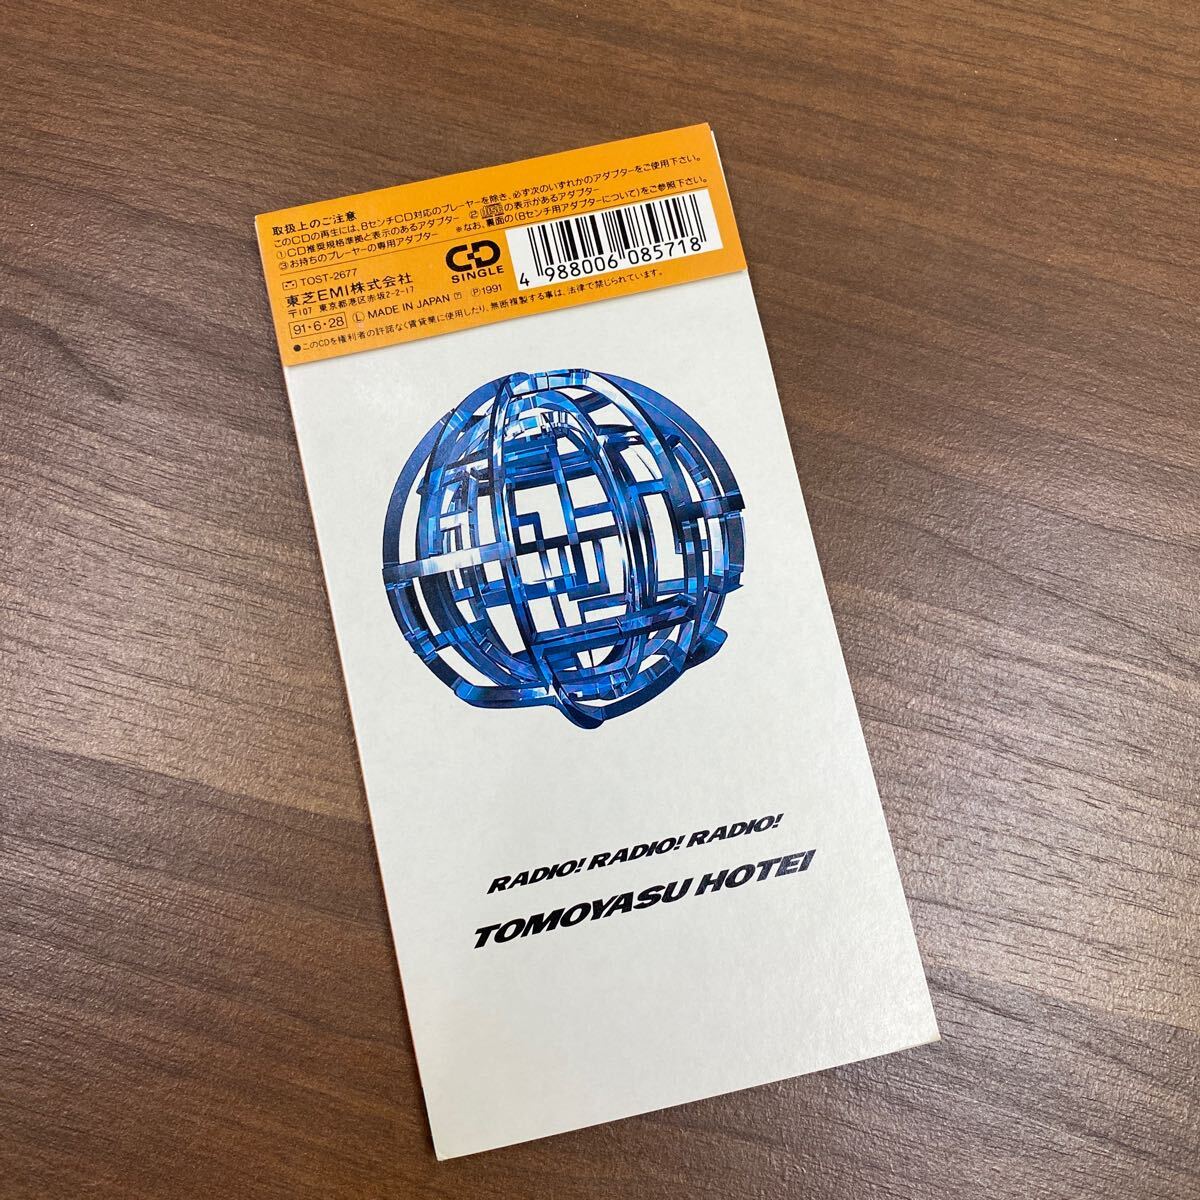 取扱上のご注意
このCDの再生には、8センチCD対応のプレーヤーを除き、必ず次のいずれかのアダプターをご使用下さい。
①CD推奨規格準拠と表示のあるアダプター ②の表示があるアダプター
③お持ちのプレーヤーの専用アダプター ※なお、裏面の(8センチ用アダプターについて)をご参照下さい。
TOST-2677
東芝EMI株式会社
〒107 東京都港区赤坂2-2-17
91・6・28 Ⓛ MADE IN JAPAN Ⓨ Ⓟ1991
●このCDを権利者の許諾なく賃貸業に使用したり、無断複製する事は、法律で禁じられています。
CD
SINGLE
4 988006 085718
RADIO! RADIO! RADIO!
TOMOYASU HOTEI